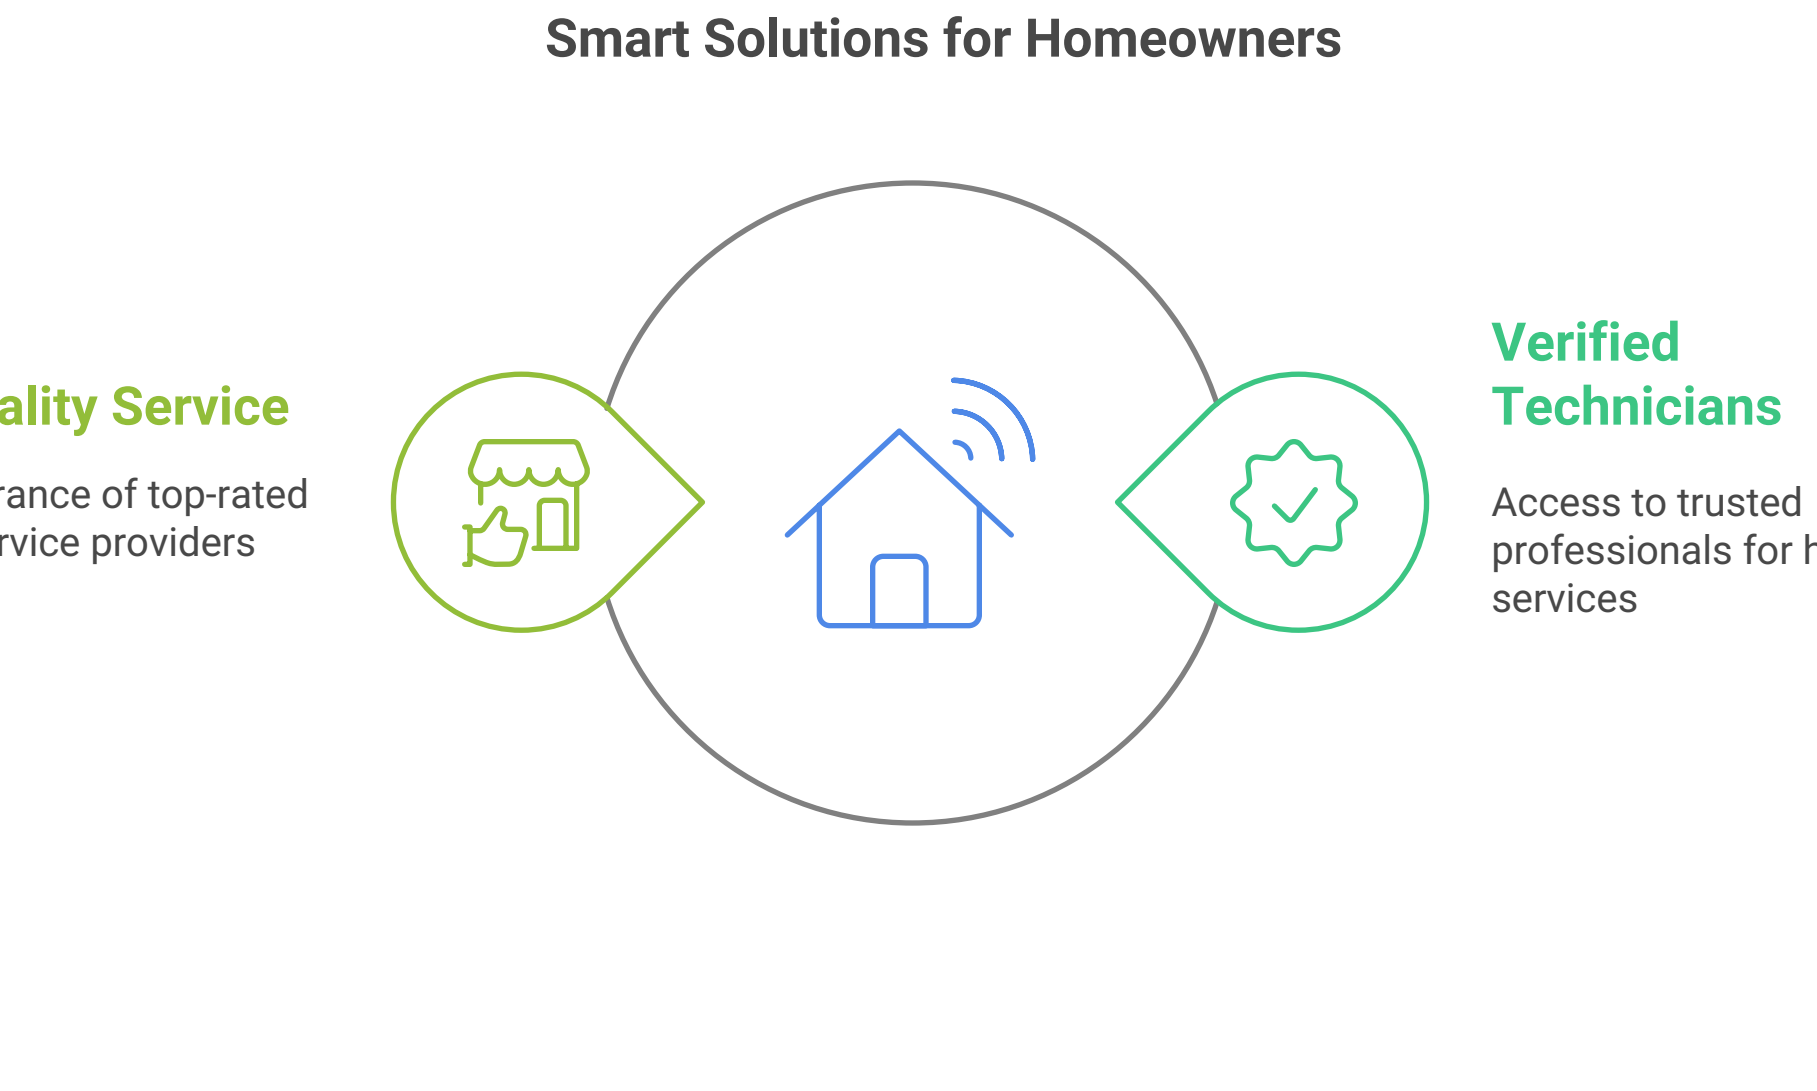 Smart Solutions for Homeowners
ality Service
rance of top-rated
rvice providers
Verified
Technicians
Access to trusted
professionals for h
services